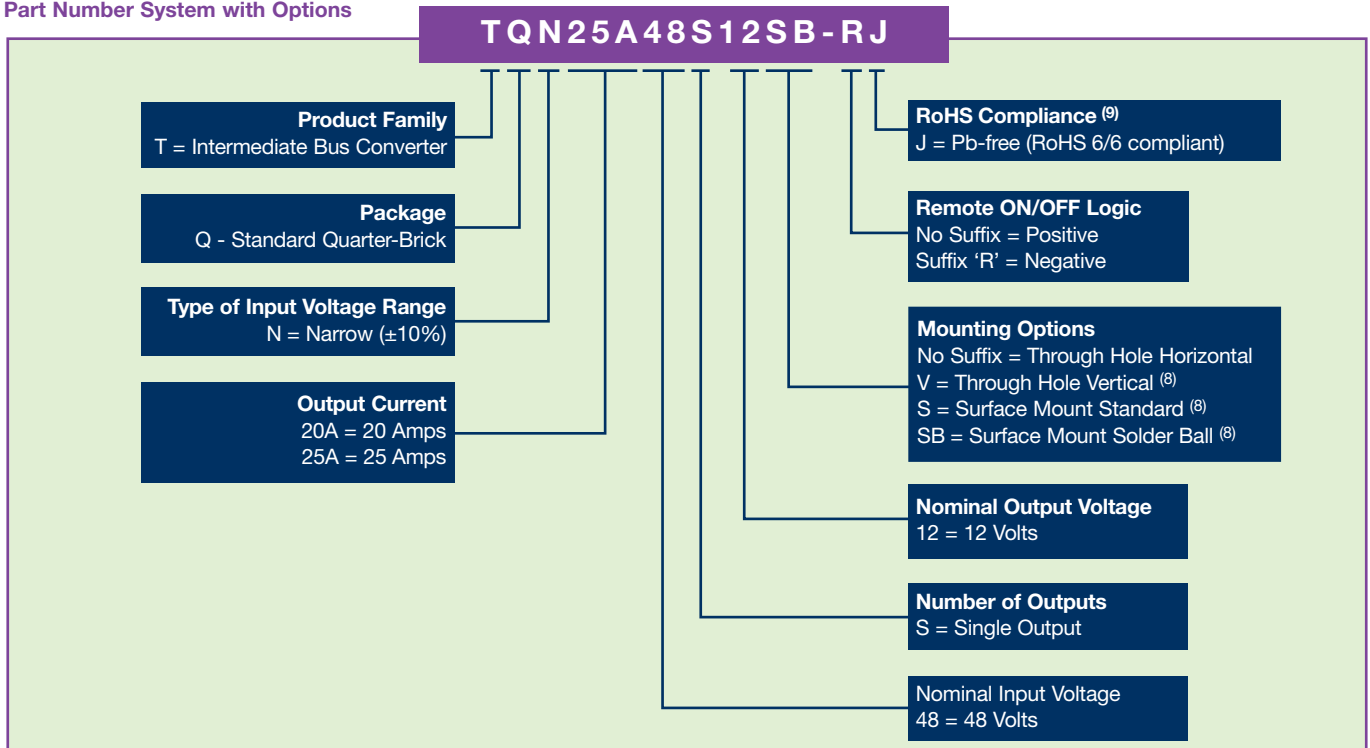 Part Number System with Options
TQN25A48S12SB-RJ
Product Family
T = Intermediate Bus Converter
Package
Q - Standard Quarter-Brick
Type of Input Voltage Range
N = Narrow (±10%)
Output Current
20A = 20 Amps
25A = 25 Amps
RoHS Compliance (9)
J = Pb-free (RoHS 6/6 compliant)
Remote ON/OFF Logic
No Suffix = Positive
Suffix ‘R’ = Negative
Mounting Options
No Suffix = Through Hole Horizontal
V = Through Hole Vertical (8)
S = Surface Mount Standard (8)
SB = Surface Mount Solder Ball (8)
Nominal Output Voltage
12 = 12 Volts
Number of Outputs
S = Single Output
Nominal Input Voltage
48 = 48 Volts